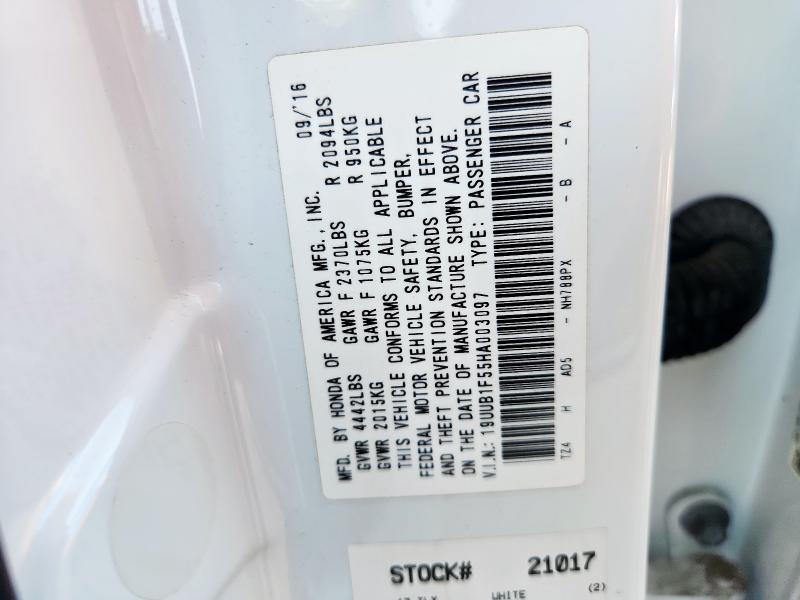 MFD. BY HONDA OF AMERICA MFG., INC. 09/'16
GVWR 4442LBS GAWR F 2370LBS R 2094LBS
GVWR 2015KG GAWR F 1075KG R 950KG
THIS VEHICLE CONFORMS TO ALL APPLICABLE
FEDERAL MOTOR VEHICLE SAFETY, BUMPER,
AND THEFT PREVENTION STANDARDS IN EFFECT
ON THE DATE OF MANUFACTURE SHOWN ABOVE.
V.I.N.: 19UUB1F55HA003097 TYPE: PASSENGER CAR
TZ4 H AD5 - NH788PX - B - A
STOCK# 21017
WHITE (2)